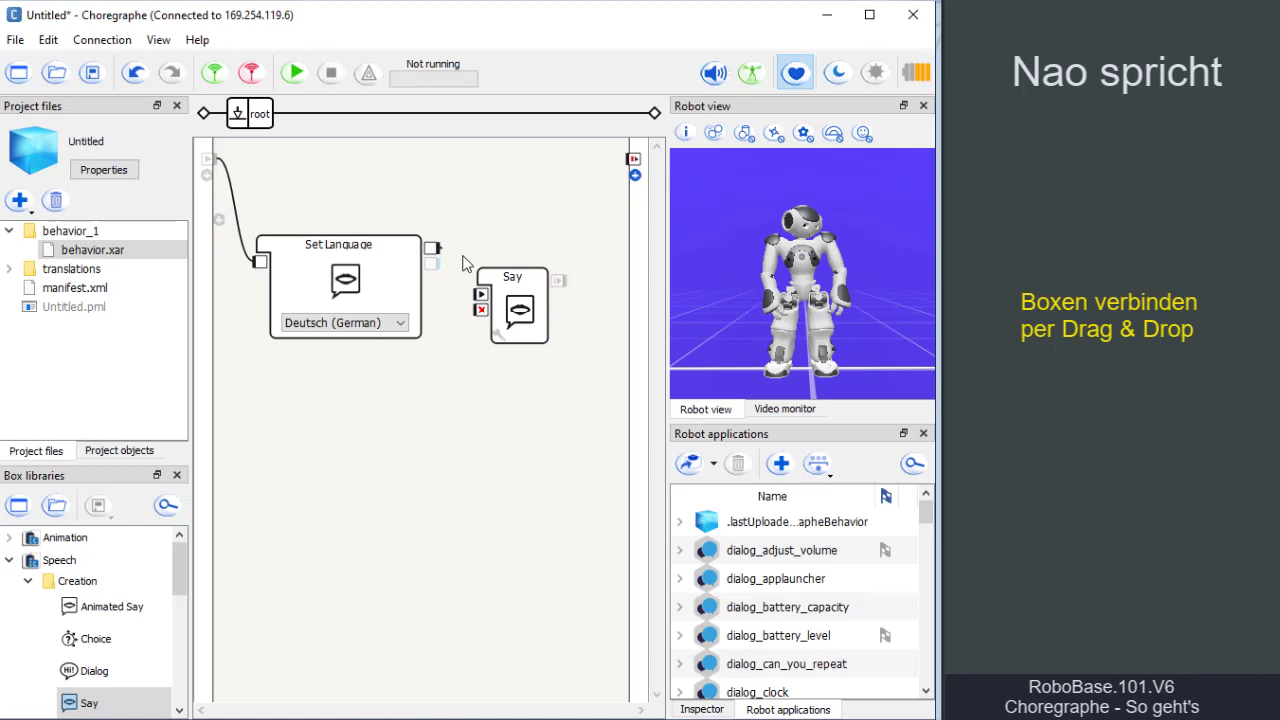 Untitled* - Choregraphe (Connected to 169.254.119.6)
File Edit Connection View Help
Not running
Nao spricht
Project files
root
Robot view
Untitled
Properties
behavior_1
behavior.xar
translations
manifest.xml
Untitled.pml
Set Language
Deutsch (German)
Say
Boxen verbinden
per Drag & Drop
Robot view Video monitor
Robot applications
Project files Project objects
Box libraries
Name
.lastUploade...apheBehavior
dialog_adjust_volume
dialog_applauncher
dialog_battery_capacity
dialog_battery_level
dialog_can_you_repeat
dialog_clock
Animation
Speech
Creation
Animated Say
Choice
Hi! Dialog
Say
Inspector Robot applications
RoboBase.101.V6
Choregraphe - So geht's